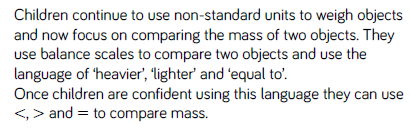 Children continue to use non-standard units to weigh objects
and now focus on comparing the mass of two objects. They
use balance scales to compare two objects and use the
language of ‘heavier’, ‘lighter’ and ‘equal to’.
Once children are confident using this language they can use
<, > and = to compare mass.